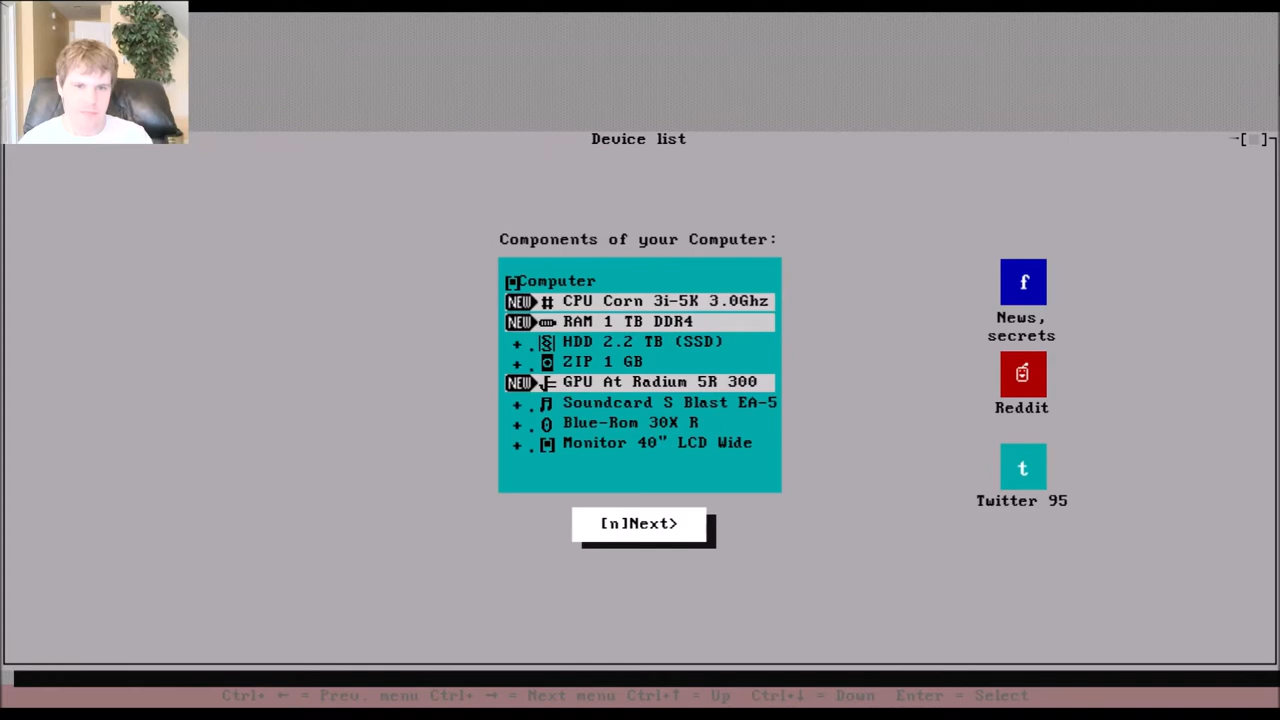 Device list
Components of your Computer:
Computer
NEW # CPU Corn 3i-5K 3.0Ghz
NEW RAM 1 TB DDR4
+ . HDD 2.2 TB (SSD)
+ . ZIP 1 GB
NEW GPU At Radium 5R 300
+ . Soundcard S Blast EA-5
+ . Blue-Rom 30X R
+ . Monitor 40" LCD Wide
[n]Next>
f
News,
secrets
Reddit
t
Twitter 95
Ctrl+ ← = Prev. menu Ctrl+ → = Next menu Ctrl+↑ = Up Ctrl+↓ = Down Enter = Select